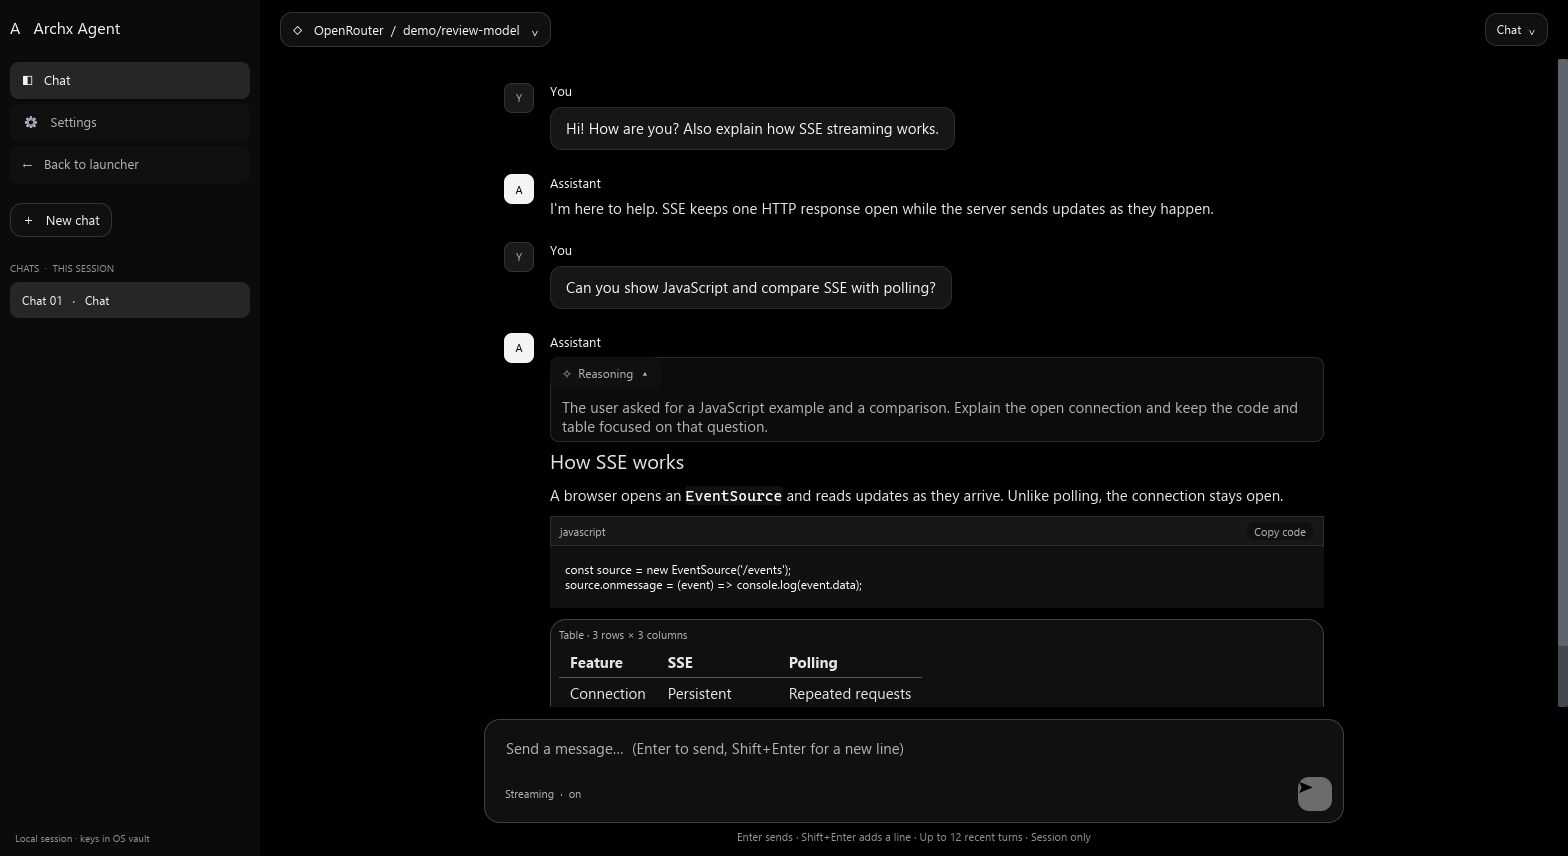 A Archx Agent
Chat
Settings
← Back to launcher
+ New chat
CHATS · THIS SESSION
Chat 01 · Chat
Local session · keys in OS vault
◇ OpenRouter / demo/review-model v
Chat v
Y
You
Hi! How are you? Also explain how SSE streaming works.
A
Assistant
I'm here to help. SSE keeps one HTTP response open while the server sends updates as they happen.
Y
You
Can you show JavaScript and compare SSE with polling?
A
Assistant
✧ Reasoning ▴
The user asked for a JavaScript example and a comparison. Explain the open connection and keep the code and
table focused on that question.
How SSE works
A browser opens an EventSource and reads updates as they arrive. Unlike polling, the connection stays open.
javascript
Copy code
const source = new EventSource('/events');
source.onmessage = (event) => console.log(event.data);
Table · 3 rows × 3 columns
Feature SSE Polling
Connection Persistent Repeated requests
Send a message... (Enter to send, Shift+Enter for a new line)
Streaming · on
Enter sends · Shift+Enter adds a line · Up to 12 recent turns · Session only